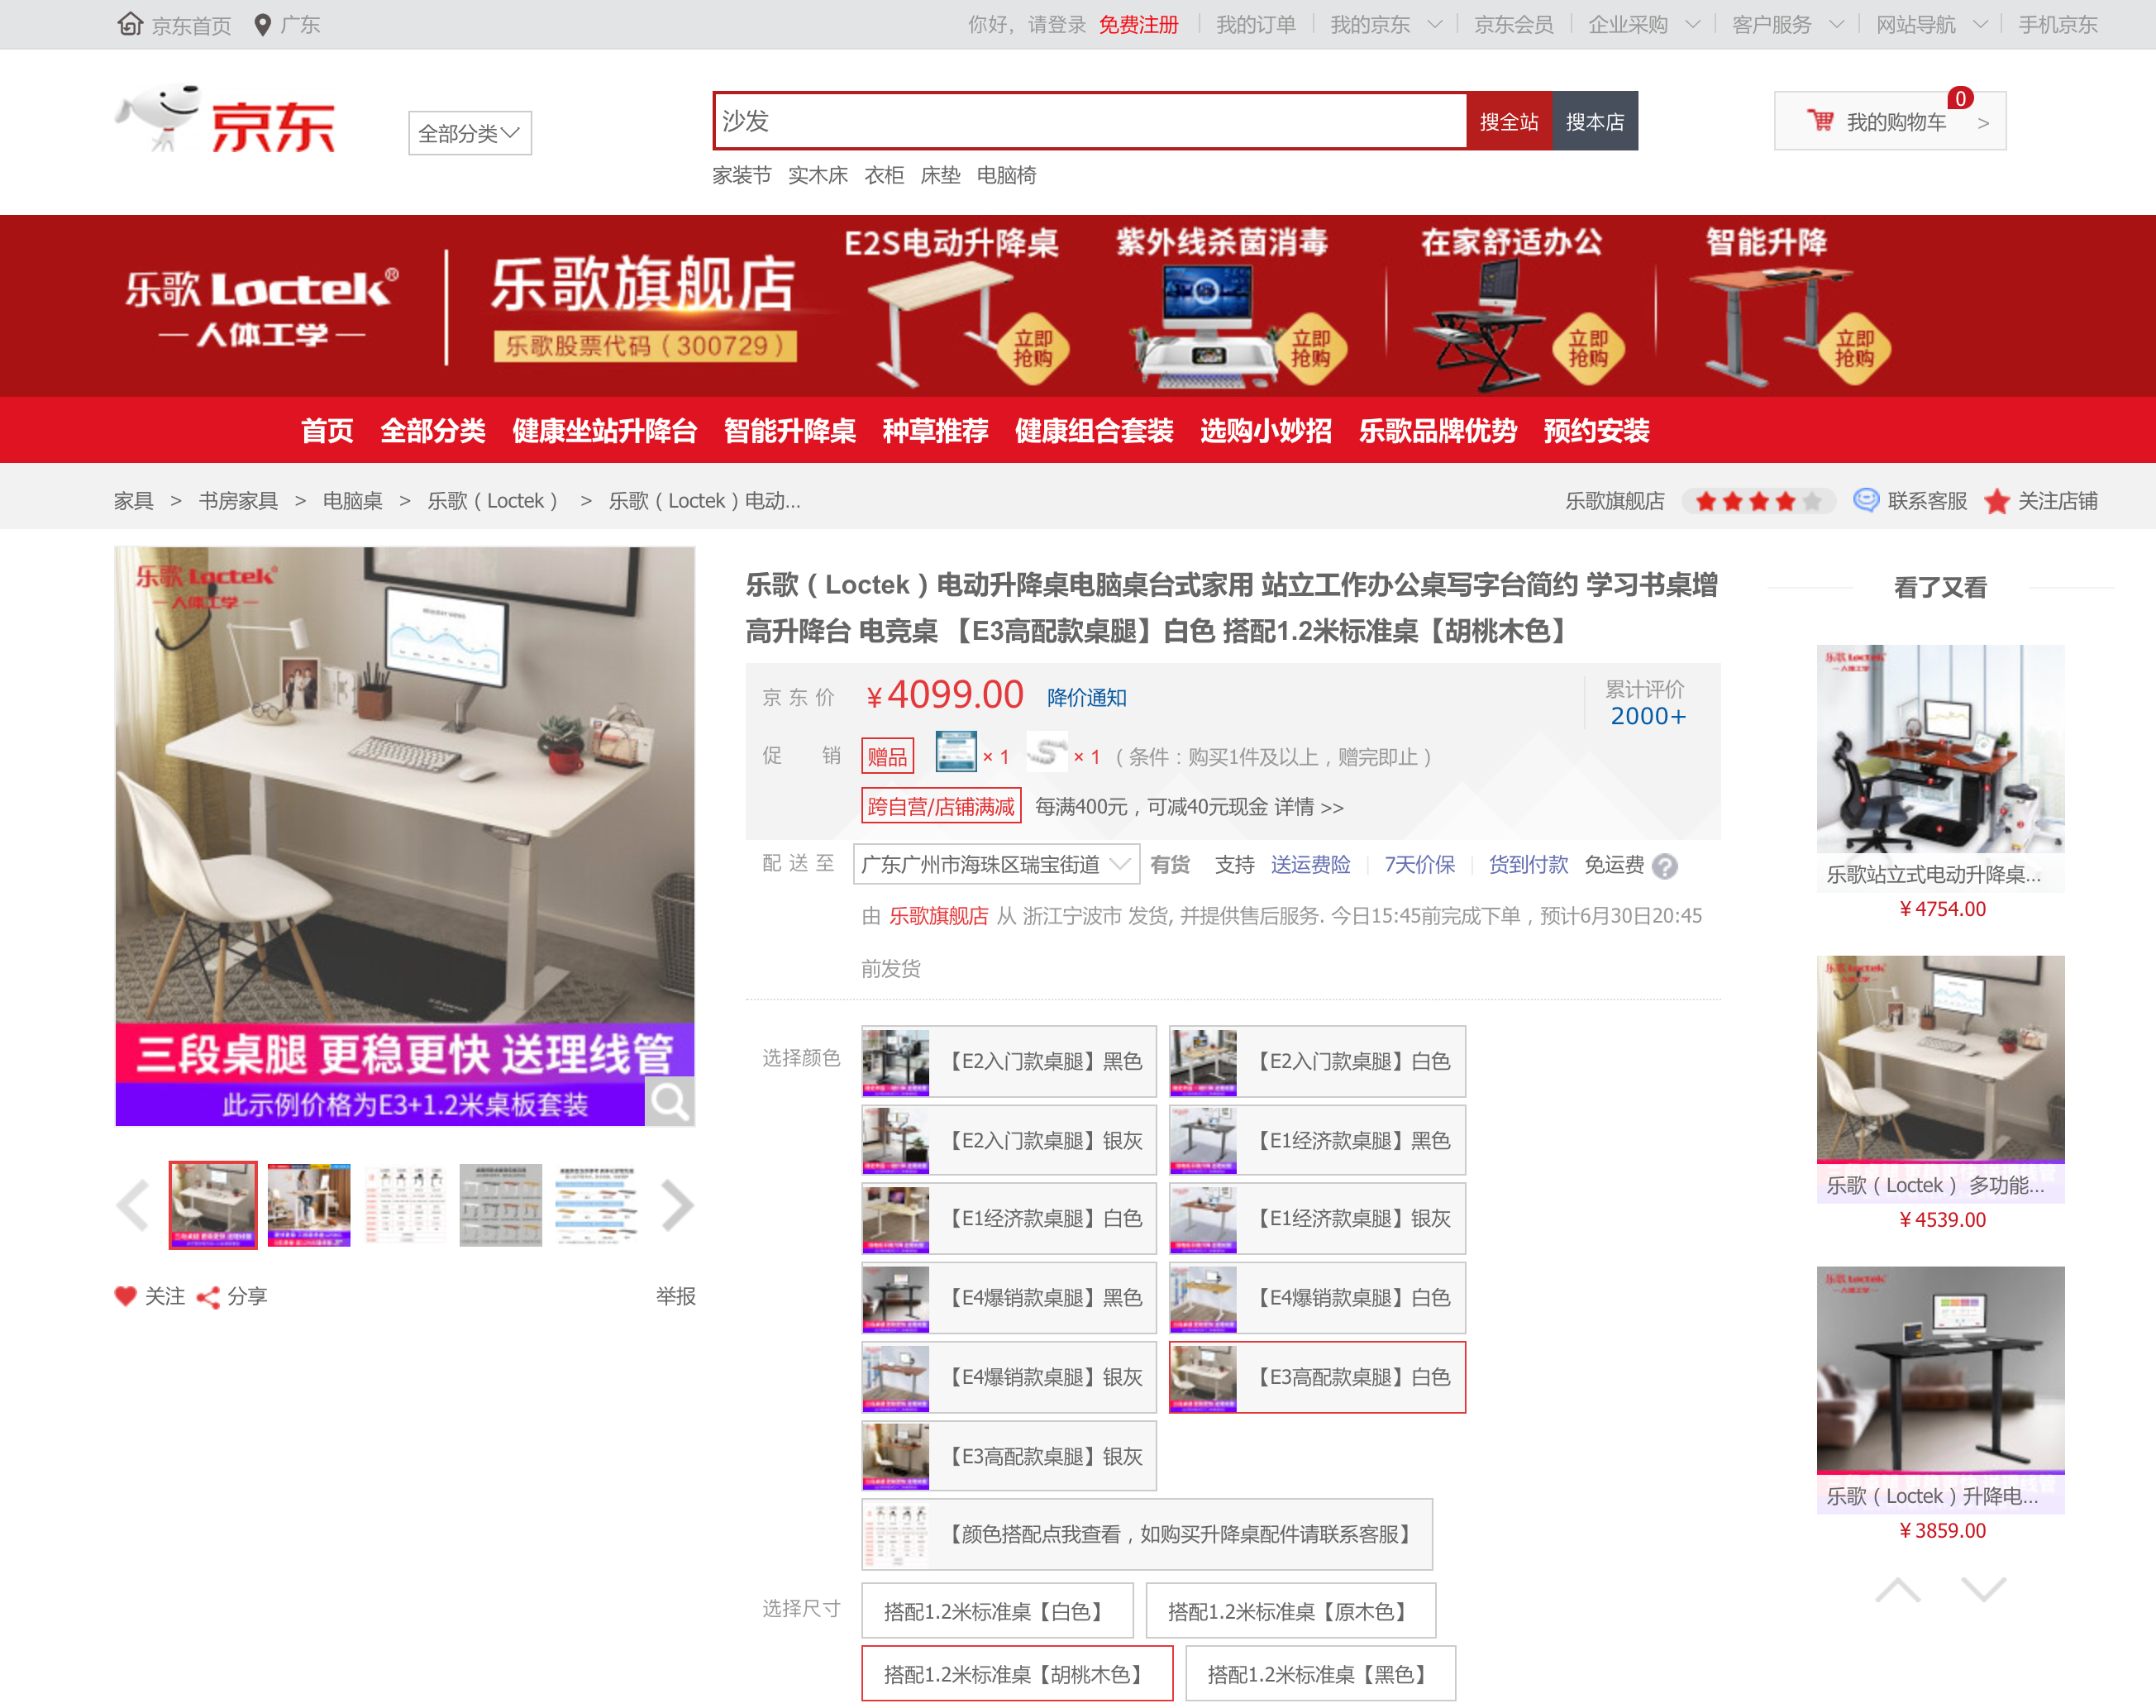 京东首页 广东 你好，请登录 免费注册 我的订单 我的京东 京东会员 企业采购 客户服务 网站导航 手机京东
京东
全部分类
沙发 搜全站 搜本店
我的购物车 0 >
家装节 实木床 衣柜 床垫 电脑椅
乐歌 Loctek®
人体工学
乐歌旗舰店
乐歌股票代码（300729）
E2S电动升降桌 立即抢购
紫外线杀菌消毒 立即抢购
在家舒适办公 立即抢购
智能升降 立即抢购
首页 全部分类 健康坐站升降台 智能升降桌 种草推荐 健康组合套装 选购小妙招 乐歌品牌优势 预约安装
家具 > 书房家具 > 电脑桌 > 乐歌（Loctek） > 乐歌（Loctek）电动...
乐歌旗舰店 联系客服 关注店铺
乐歌 Loctek®
人体工学
三段桌腿 更稳更快 送理线管
此示例价格为E3+1.2米桌板套装
关注 分享 举报
乐歌（Loctek）电动升降桌电脑桌台式家用 站立工作办公桌写字台简约 学习书桌增
高升降台 电竞桌 【E3高配款桌腿】白色 搭配1.2米标准桌【胡桃木色】
京东价 ￥4099.00 降价通知
累计评价
2000+
促销 赠品 × 1 × 1 （条件：购买1件及以上，赠完即止）
跨自营/店铺满减 每满400元，可减40元现金 详情 >>
配送至 广东广州市海珠区瑞宝街道 有货 支持 送运费险 7天价保 货到付款 免运费 ?
由 乐歌旗舰店 从 浙江宁波市 发货, 并提供售后服务. 今日15:45前完成下单，预计6月30日20:45
前发货
选择颜色
【E2入门款桌腿】黑色 【E2入门款桌腿】白色
【E2入门款桌腿】银灰 【E1经济款桌腿】黑色
【E1经济款桌腿】白色 【E1经济款桌腿】银灰
【E4爆销款桌腿】黑色 【E4爆销款桌腿】白色
【E4爆销款桌腿】银灰 【E3高配款桌腿】白色
【E3高配款桌腿】银灰
【颜色搭配点我查看，如购买升降桌配件请联系客服】
选择尺寸
搭配1.2米标准桌【白色】 搭配1.2米标准桌【原木色】
搭配1.2米标准桌【胡桃木色】 搭配1.2米标准桌【黑色】
看了又看
乐歌 Loctek
人体工学
乐歌站立式电动升降桌...
￥4754.00
乐歌 Loctek
人体工学
乐歌（Loctek） 多功能...
￥4539.00
乐歌 Loctek
人体工学
乐歌（Loctek）升降电...
￥3859.00